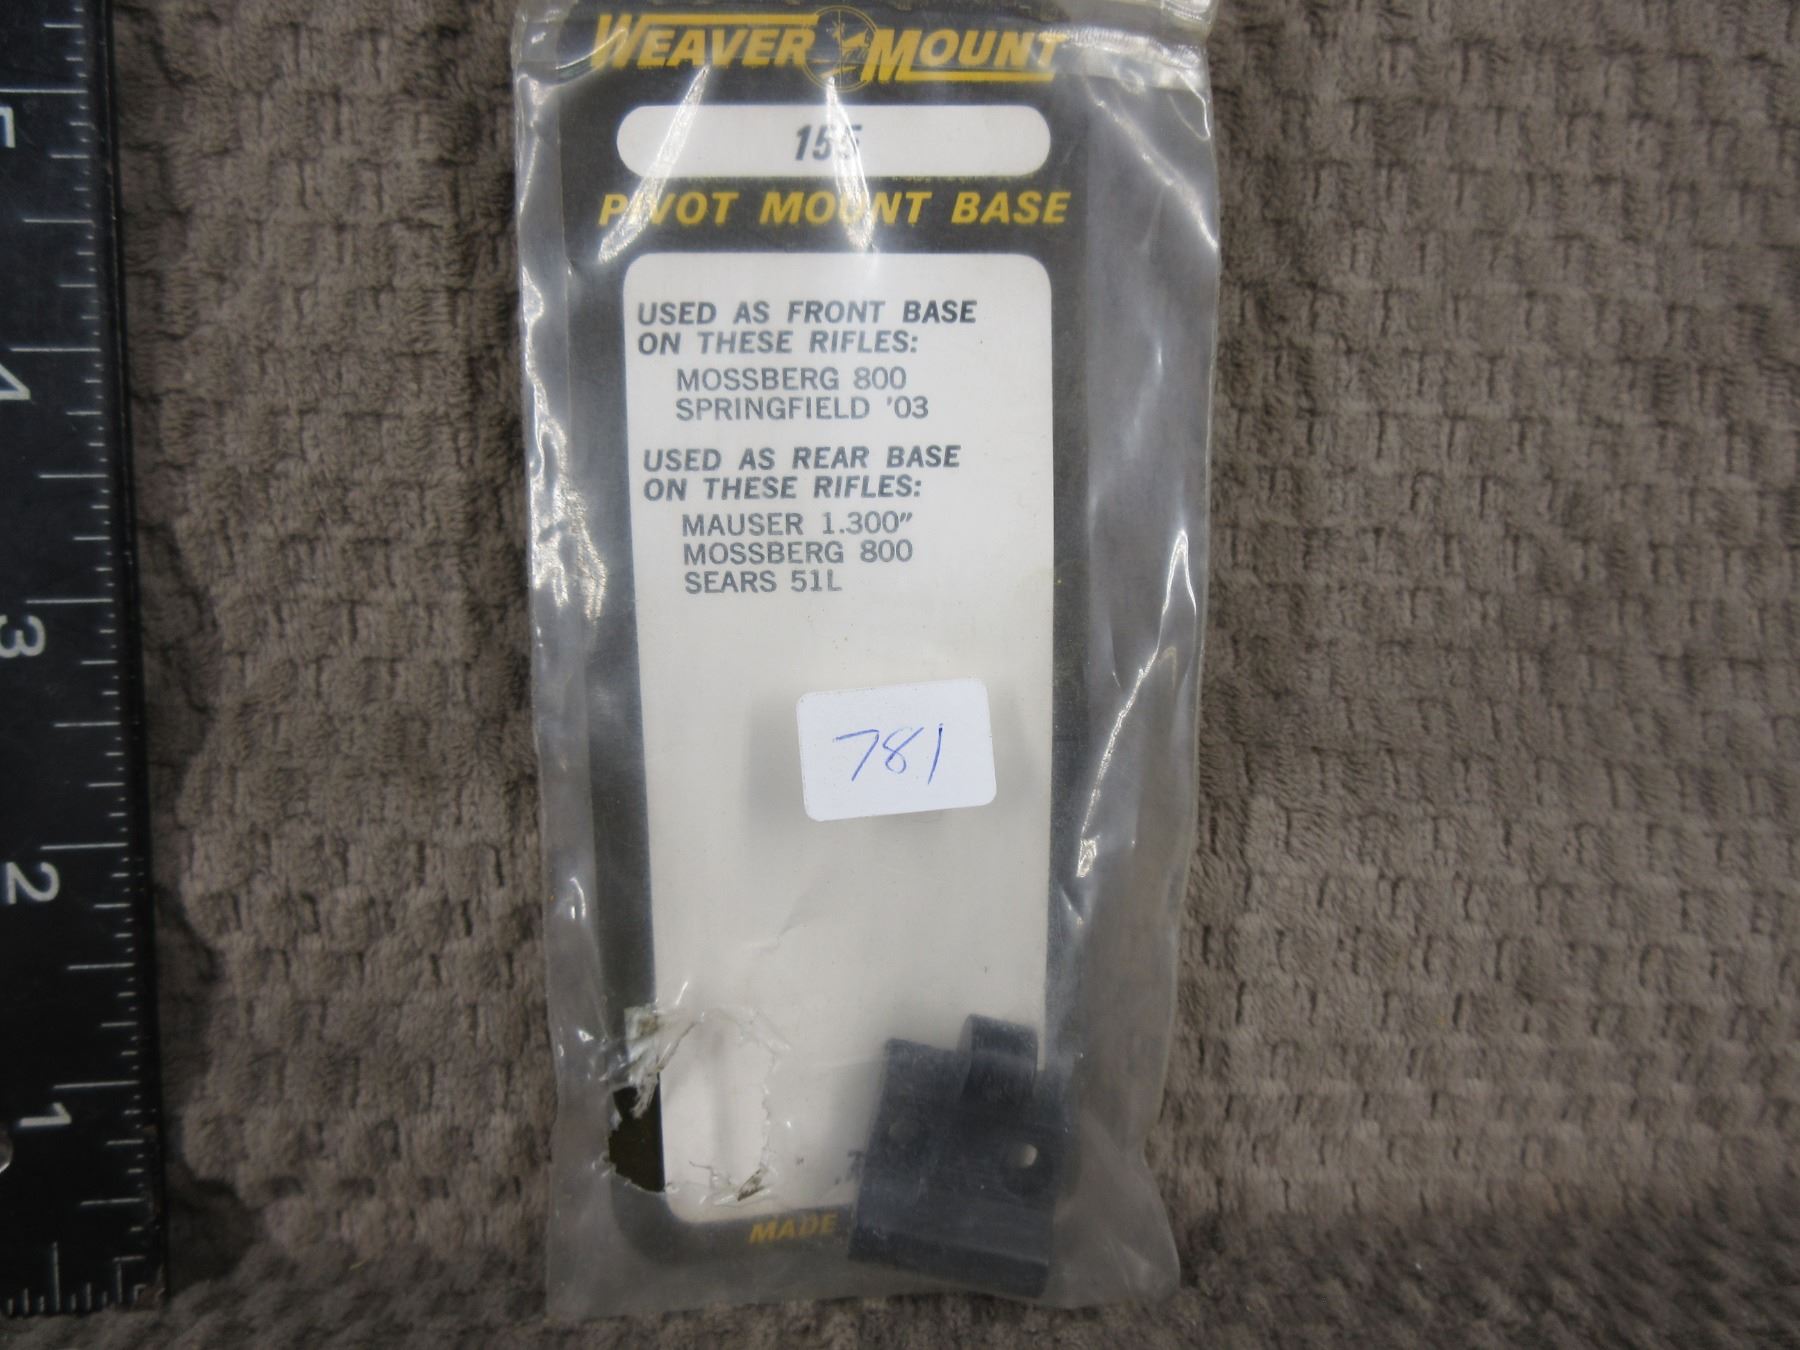 WEAVER MOUNT
155
PIVOT MOUNT BASE
USED AS FRONT BASE
ON THESE RIFLES:
MOSSBERG 800
SPRINGFIELD '03
USED AS REAR BASE
ON THESE RIFLES:
MAUSER 1.300"
MOSSBERG 800
SEARS 51L
781
MADE
5
4
3
2
1